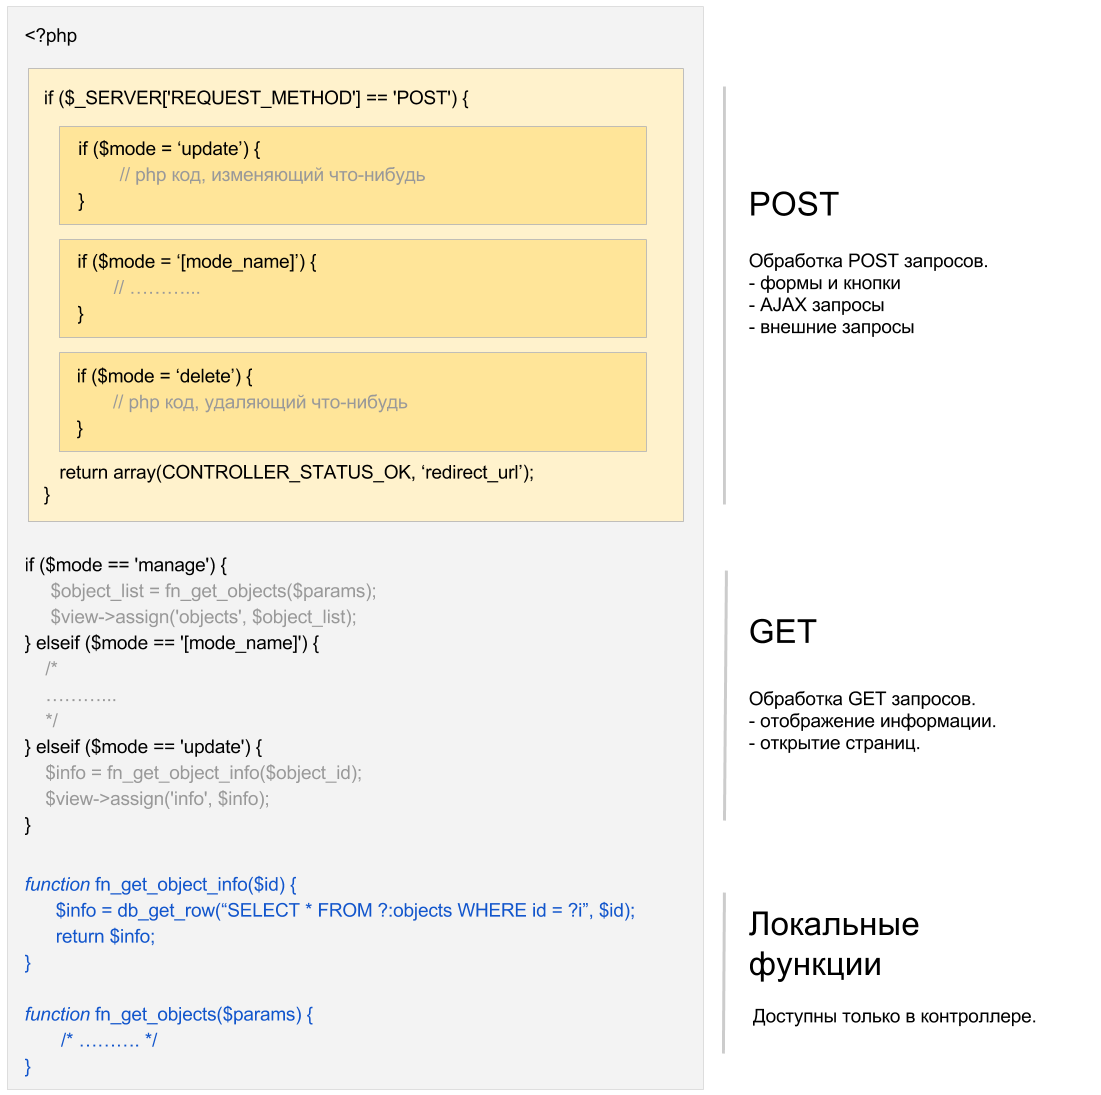 <?php
if ($_SERVER['REQUEST_METHOD'] == 'POST') {
if ($mode = ‘update’) {
// php код, изменяющий что-нибудь
}
if ($mode = ‘[mode_name]’) {
// ………...
}
if ($mode = ‘delete’) {
// php код, удаляющий что-нибудь
}
return array(CONTROLLER_STATUS_OK, ‘redirect_url’);
}
if ($mode == 'manage') {
$object_list = fn_get_objects($params);
$view->assign('objects', $object_list);
} elseif ($mode == '[mode_name]') {
/*
………...
*/
} elseif ($mode == 'update') {
$info = fn_get_object_info($object_id);
$view->assign('info', $info);
}
function fn_get_object_info($id) {
$info = db_get_row(“SELECT * FROM ?:objects WHERE id = ?i”, $id);
return $info;
}
function fn_get_objects($params) {
/* ………. */
}
POST
Обработка POST запросов.
- формы и кнопки
- AJAX запросы
- внешние запросы
GET
Обработка GET запросов.
- отображение информации.
- открытие страниц.
Локальные
функции
Доступны только в контроллере.